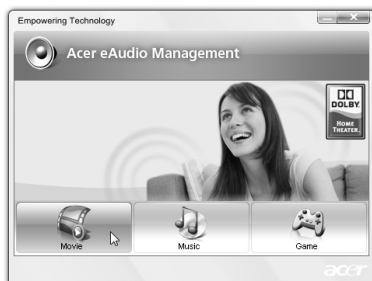 Empowering Technology
Acer eAudio Management
DOLBY
HOME
THEATER
Movie
Music
Game
acer